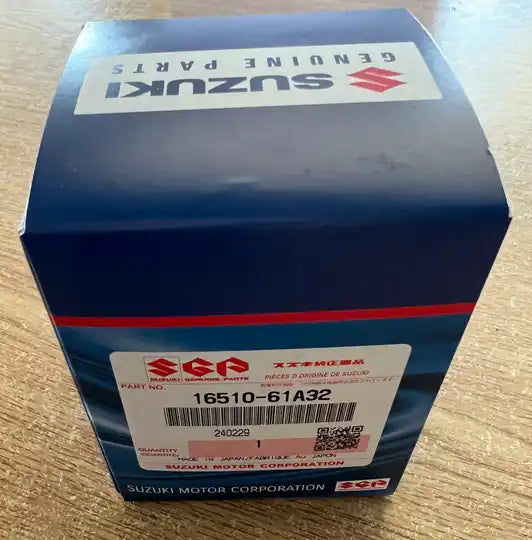 SUZUKI
GENUINE PARTS
SGP
SUZUKI GENUINE PARTS
スズキ純正部品
PIÈCES D ORIGINE DE SUZUKI
PART NO.
16510-61A32
240229
QUANTITY
(QUANTITE)
1
MADE IN JAPAN/FABRIQUE AU JAPON
SUZUKI MOTOR CORPORATION
SUZUKI MOTOR CORPORATION
SGP